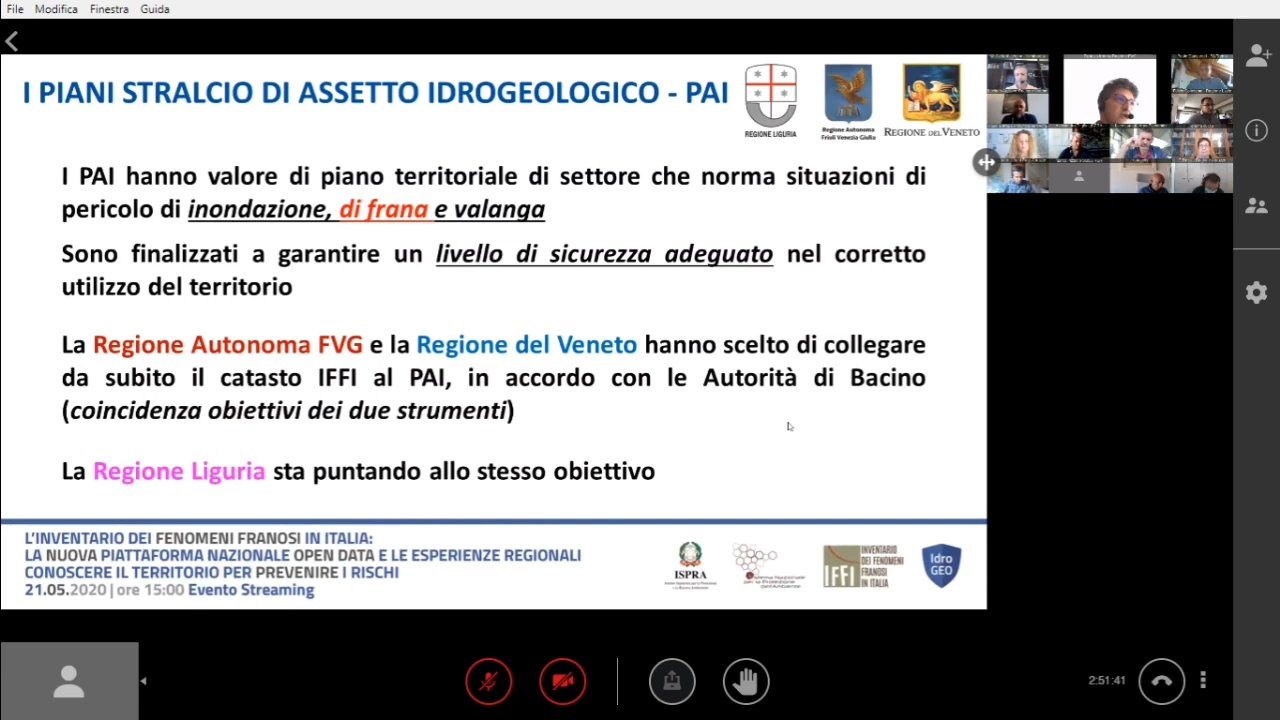 File Modifica Finestra Guida
I PIANI STRALCIO DI ASSETTO IDROGEOLOGICO - PAI
REGIONE LIGURIA
Regione Autonoma
Friuli Venezia Giulia
REGIONE DEL VENETO
I PAI hanno valore di piano territoriale di settore che norma situazioni di
pericolo di inondazione, di frana e valanga
Sono finalizzati a garantire un livello di sicurezza adeguato nel corretto
utilizzo del territorio
La Regione Autonoma FVG e la Regione del Veneto hanno scelto di collegare
da subito il catasto IFFI al PAI, in accordo con le Autorità di Bacino
(coincidenza obiettivi dei due strumenti)
La Regione Liguria sta puntando allo stesso obiettivo
L'INVENTARIO DEI FENOMENI FRANOSI IN ITALIA:
LA NUOVA PIATTAFORMA NAZIONALE OPEN DATA E LE ESPERIENZE REGIONALI
CONOSCERE IL TERRITORIO PER PREVENIRE I RISCHI
21.05.2020 | ore 15:00 Evento Streaming
ISPRA
IFFI
INVENTARIO
DEI FENOMENI
FRANOSI
IN ITALIA
Idro
GEO
2:51:41